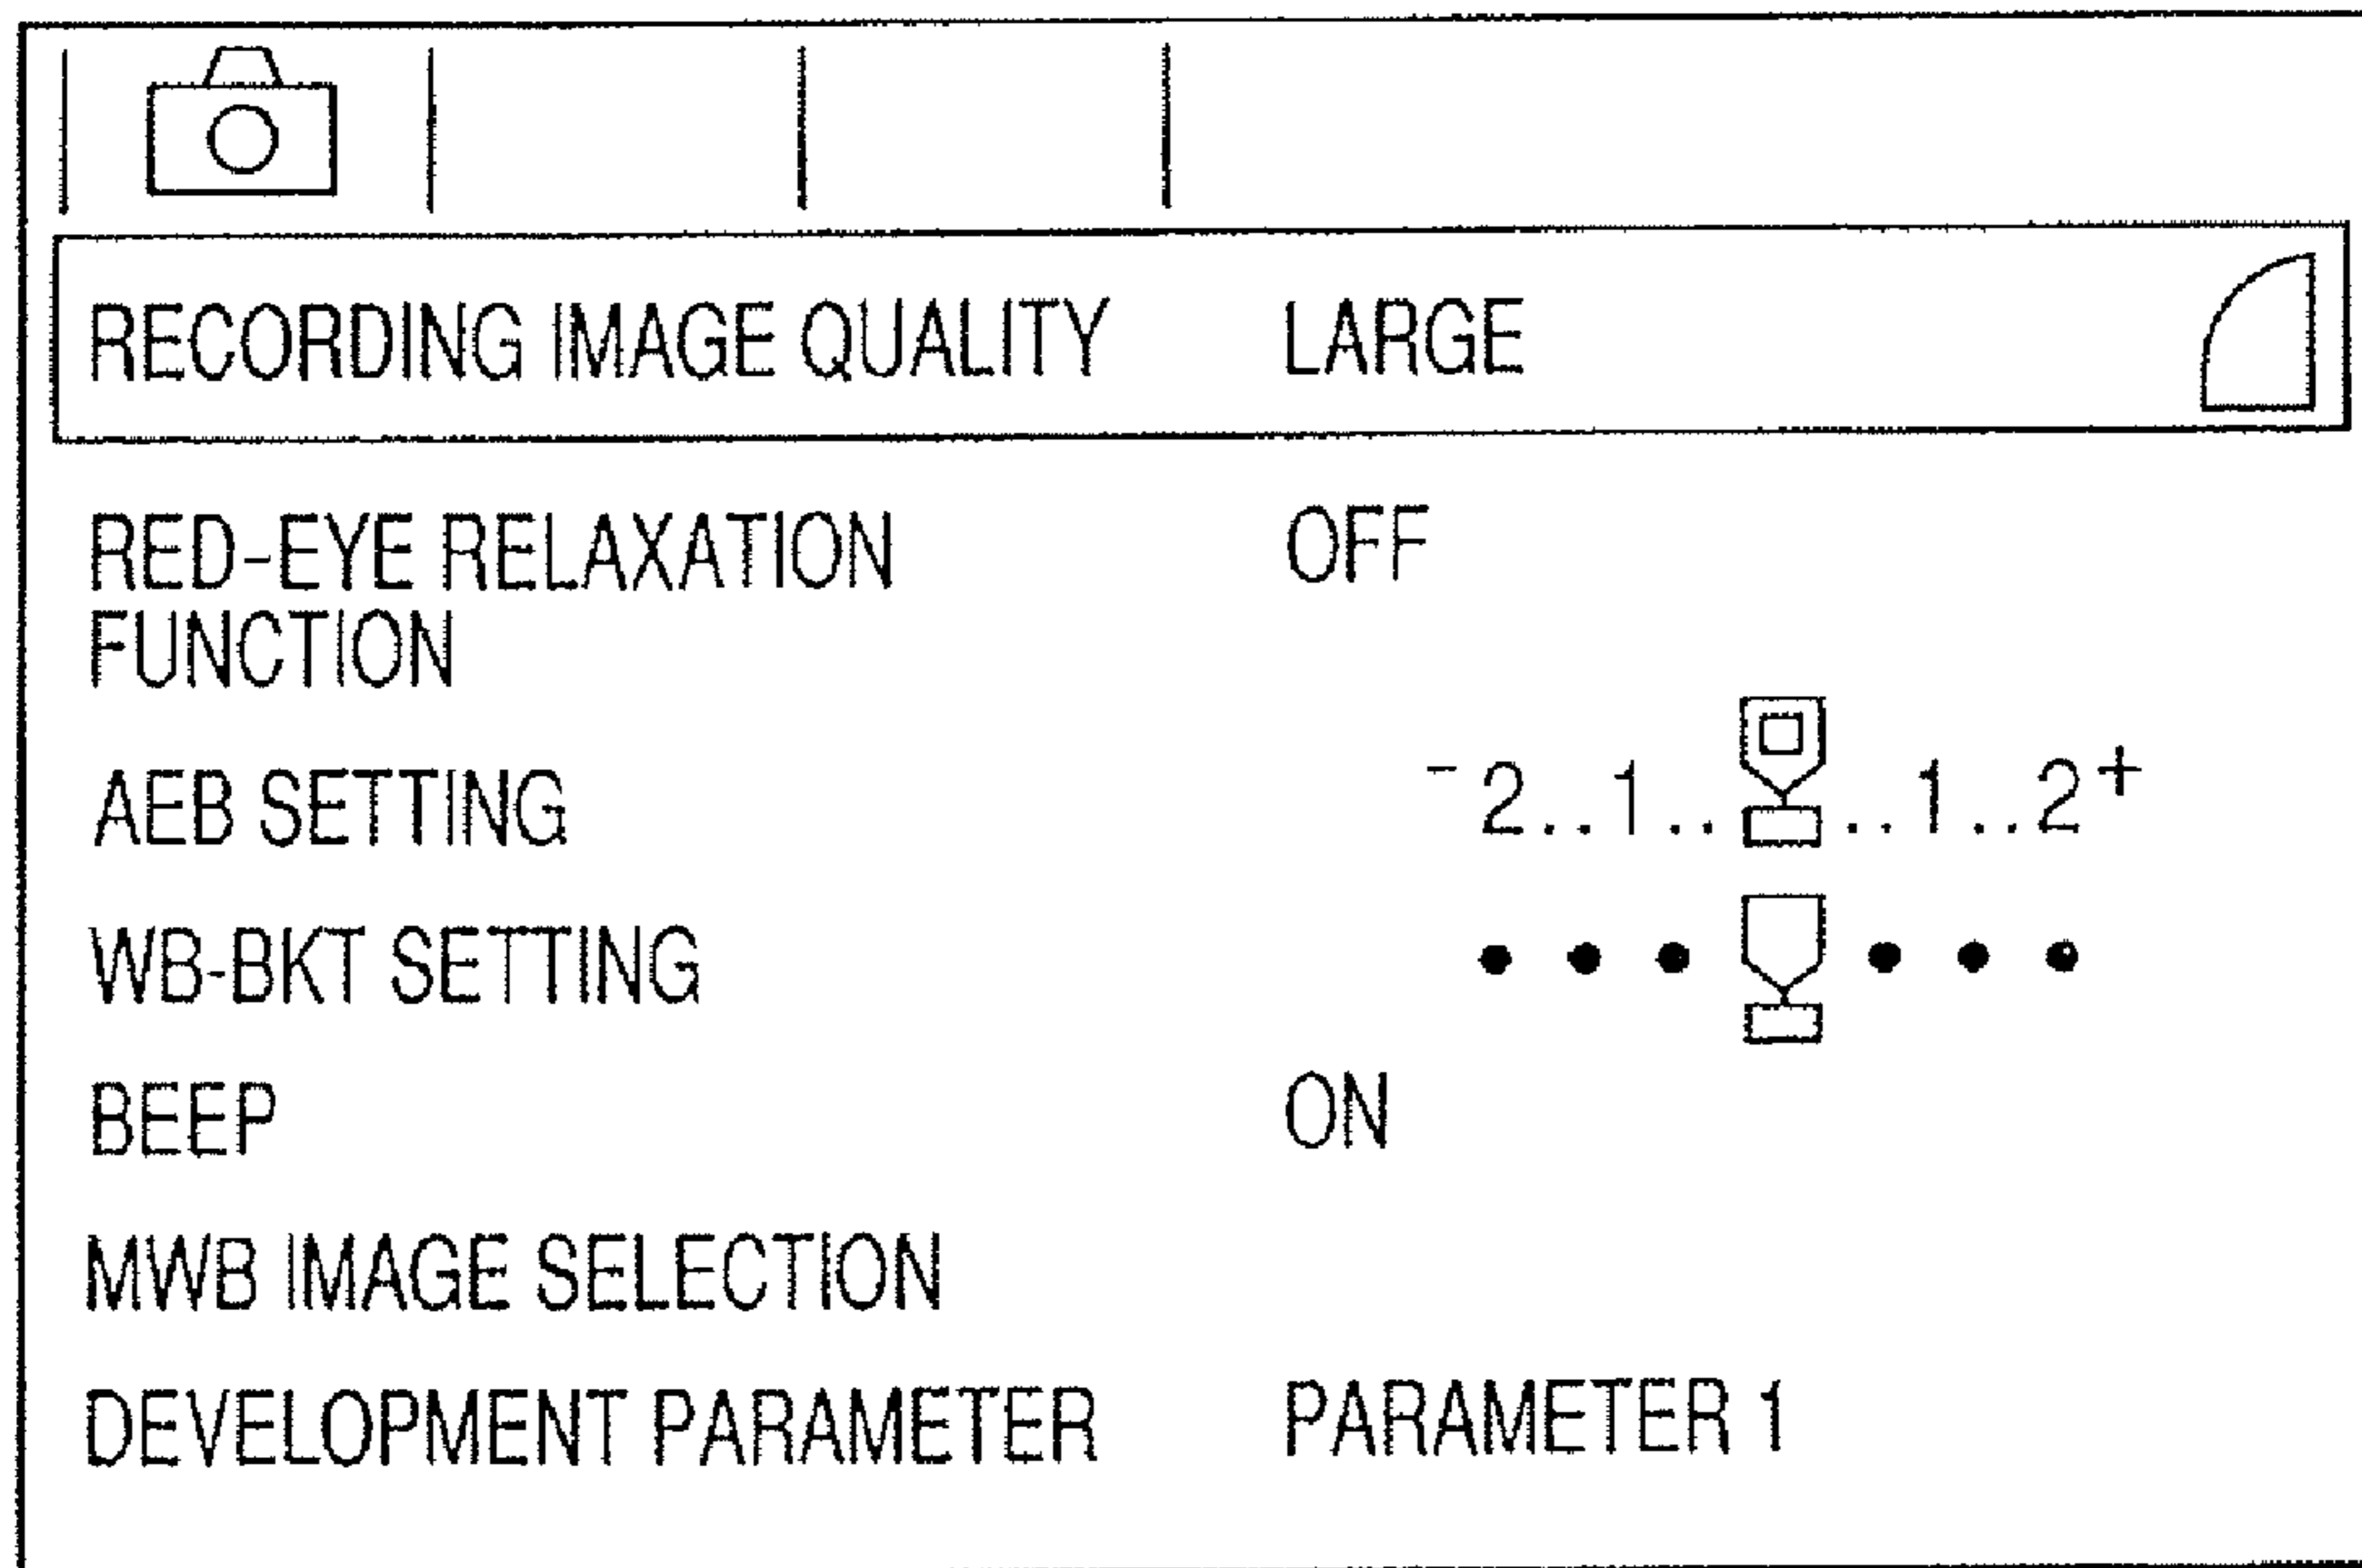 RECORDING IMAGE QUALITY LARGE
RED-EYE RELAXATION OFF
FUNCTION
AEB SETTING -2..1.. ..1..2+
WB-BKT SETTING
BEEP ON
MWB IMAGE SELECTION
DEVELOPMENT PARAMETER PARAMETER 1